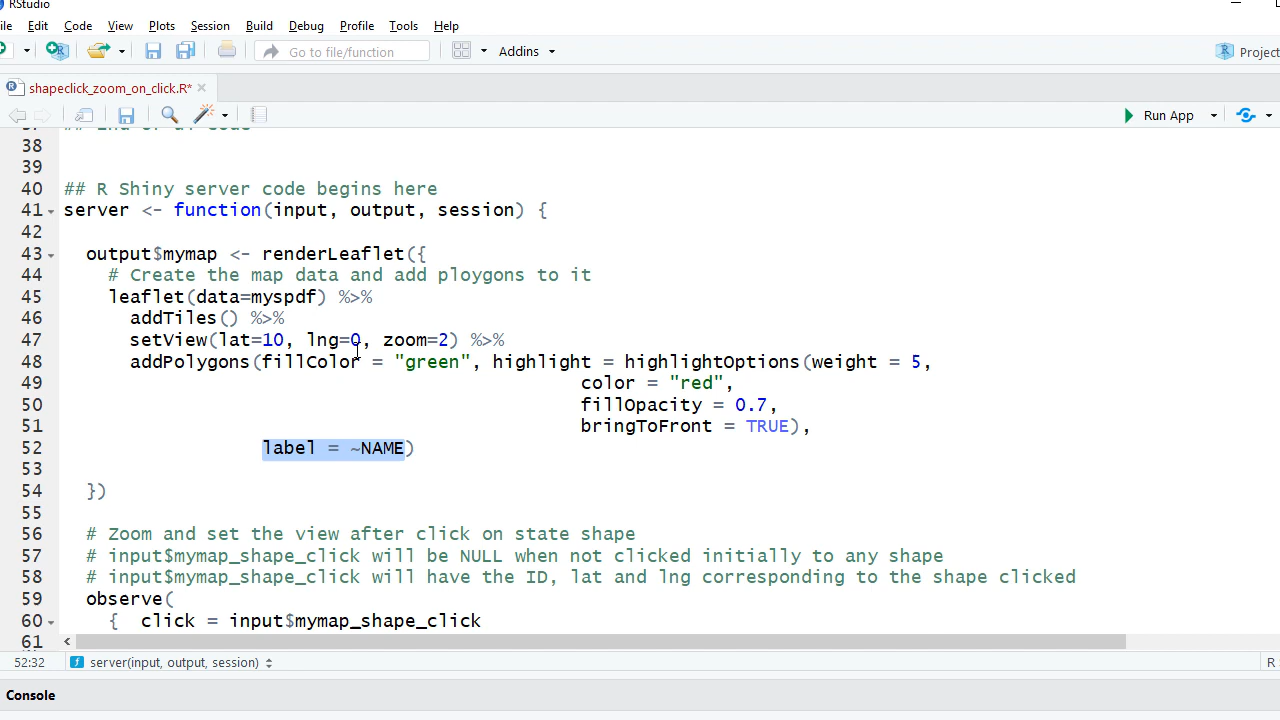 RStudio
File Edit Code View Plots Session Build Debug Profile Tools Help
Go to file/function Addins Project
shapeclick_zoom_on_click.R*
Run App
37 ## End of UI code
38
39
40 ## R Shiny server code begins here
41 server <- function(input, output, session) {
42
43 output$mymap <- renderLeaflet({
44 # Create the map data and add ploygons to it
45 leaflet(data=myspdf) %>%
46 addTiles() %>%
47 setView(lat=10, lng=0, zoom=2) %>%
48 addPolygons(fillColor = "green", highlight = highlightOptions(weight = 5,
49 color = "red",
50 fillOpacity = 0.7,
51 bringToFront = TRUE),
52 label = ~NAME)
53
54 })
55
56 # Zoom and set the view after click on state shape
57 # input$mymap_shape_click will be NULL when not clicked initially to any shape
58 # input$mymap_shape_click will have the ID, lat and lng corresponding to the shape clicked
59 observe(
60 { click = input$mymap_shape_click
61
52:32 server(input, output, session) R
Console